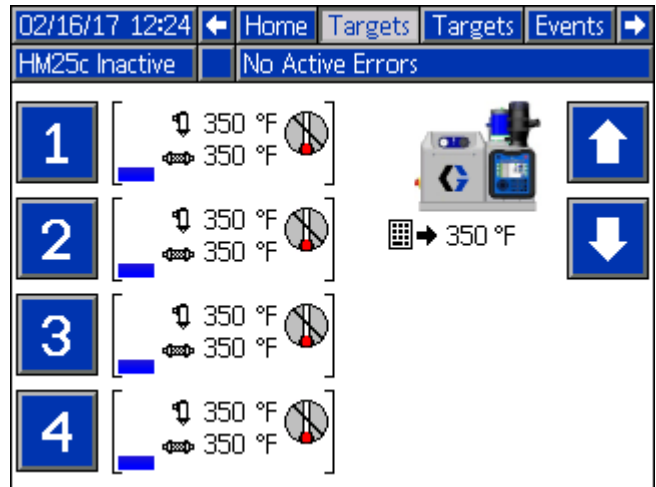 02/16/17 12:24 Home Targets Targets Events
HM25c Inactive No Active Errors
1 350 °F
350 °F
2 350 °F
350 °F
350 °F
3 350 °F
350 °F
4 350 °F
350 °F